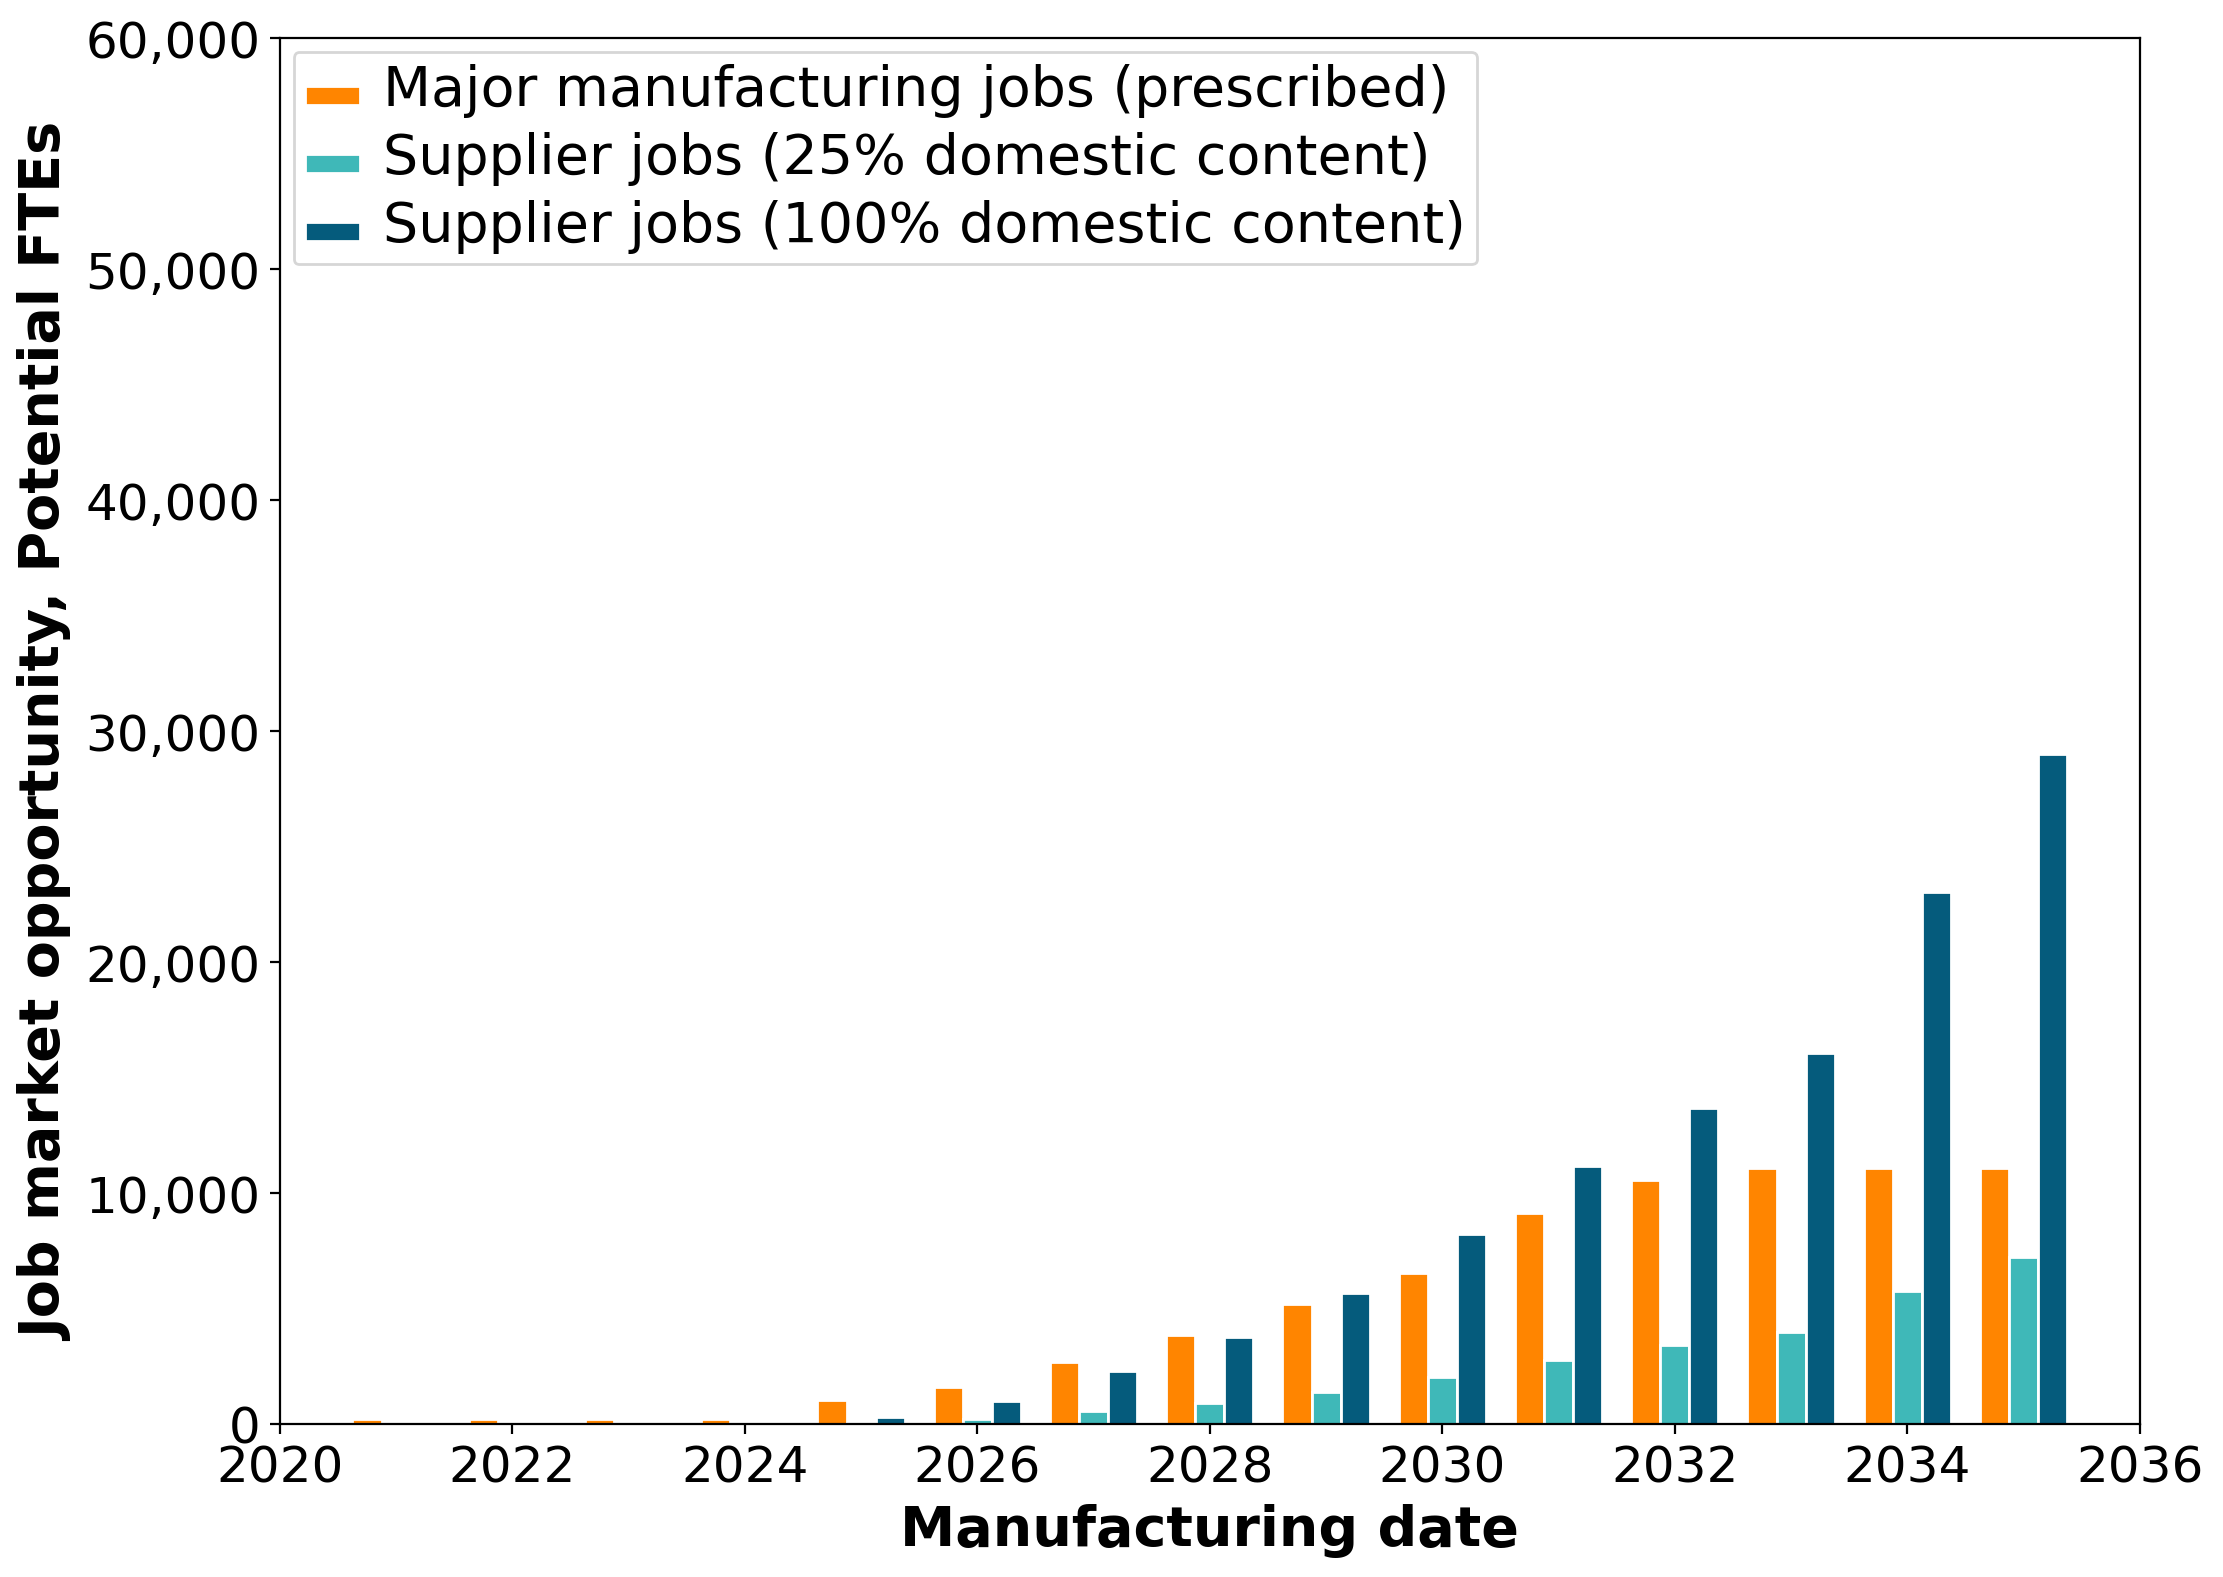 Job market opportunity, Potential FTEs
60,000
50,000
40,000
30,000
20,000
10,000
0
Major manufacturing jobs (prescribed)
Supplier jobs (25% domestic content)
Supplier jobs (100% domestic content)
2020 2022 2024 2026 2028 2030 2032 2034 2036
Manufacturing date